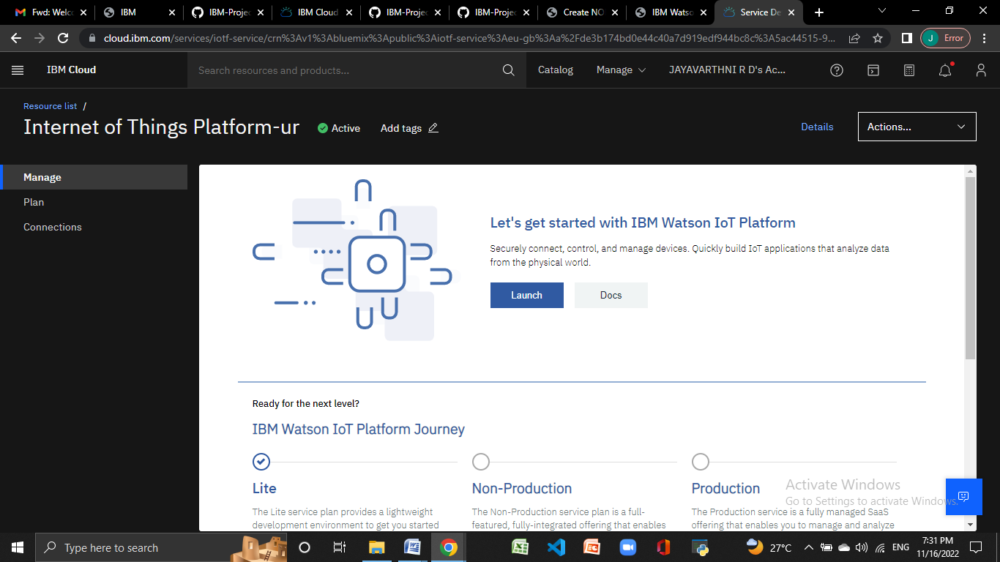 Fwd: Welc
IBM
IBM-Projec
IBM Cloud
IBM-Projec
IBM-Projec
Create NO
IBM Watso
Service De
cloud.ibm.com/services/iotf-service/crn%3Av1%3Abluemix%3Apublic%3Aiotf-service%3Aeu-gb%3Aa%2Fde3b174bd0e44c40a7d919edf944bc8c%3A5ac44515-9...
J
Error
IBM Cloud
Search resources and products...
Catalog
Manage
JAYAVARTHNI R D's Ac...
Resource list /
Internet of Things Platform-ur
Active
Add tags
Details
Actions...
Manage
Plan
Connections
Let's get started with IBM Watson IoT Platform
Securely connect, control, and manage devices. Quickly build IoT applications that analyze data
from the physical world.
Launch
Docs
Ready for the next level?
IBM Watson IoT Platform Journey
Lite
Non-Production
Production
The Lite service plan provides a lightweight
development environment to get you started
The Non-Production service plan is a full-
featured, fully-integrated offering that enables
The Production service is a fully managed SaaS
offering that enables you to manage and analyze
Activate Windows
Go to Settings to activate Windows.
Type here to search
27°C
ENG
7:31 PM
11/16/2022